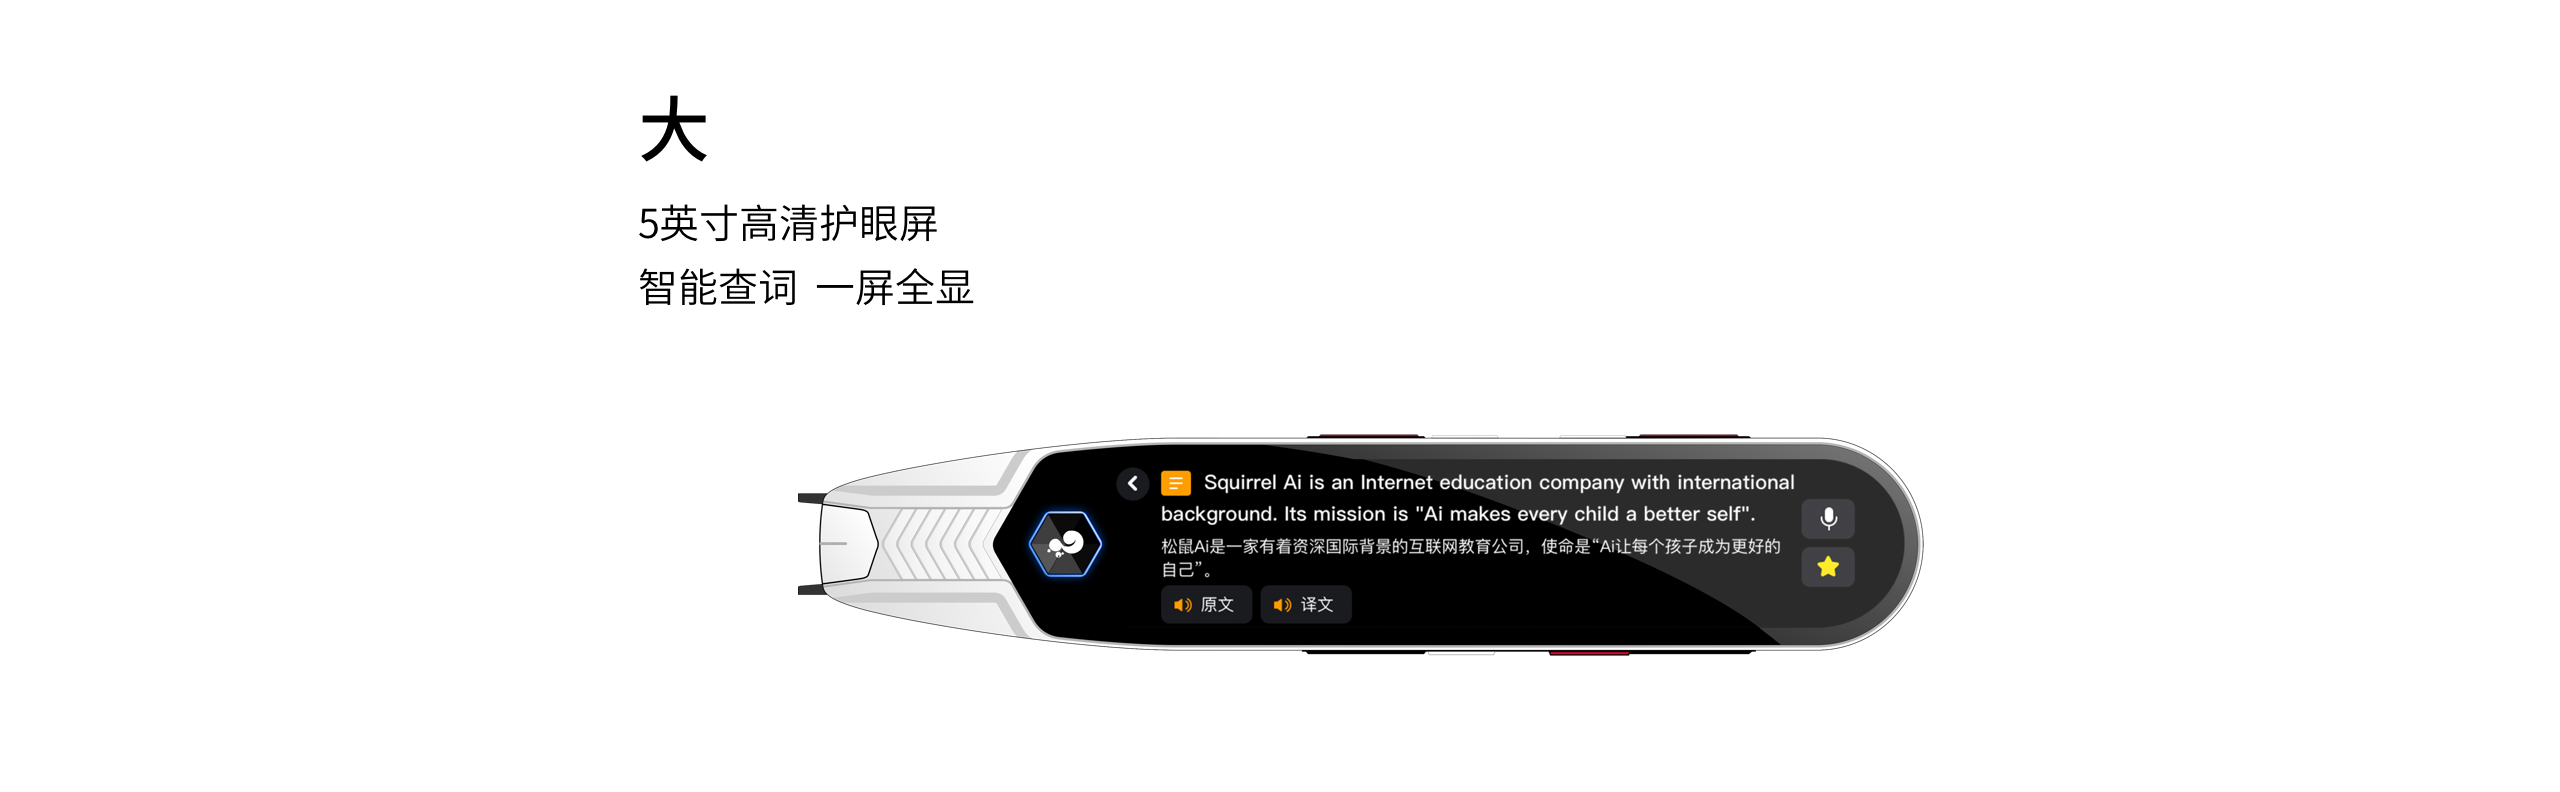 大
5英寸高清护眼屏
智能查词 一屏全显
Squirrel Ai is an Internet education company with international
background. Its mission is "Ai makes every child a better self".
松鼠Ai是一家有着资深国际背景的互联网教育公司，使命是“Ai让每个孩子成为更好的
自己”。
原文 译文